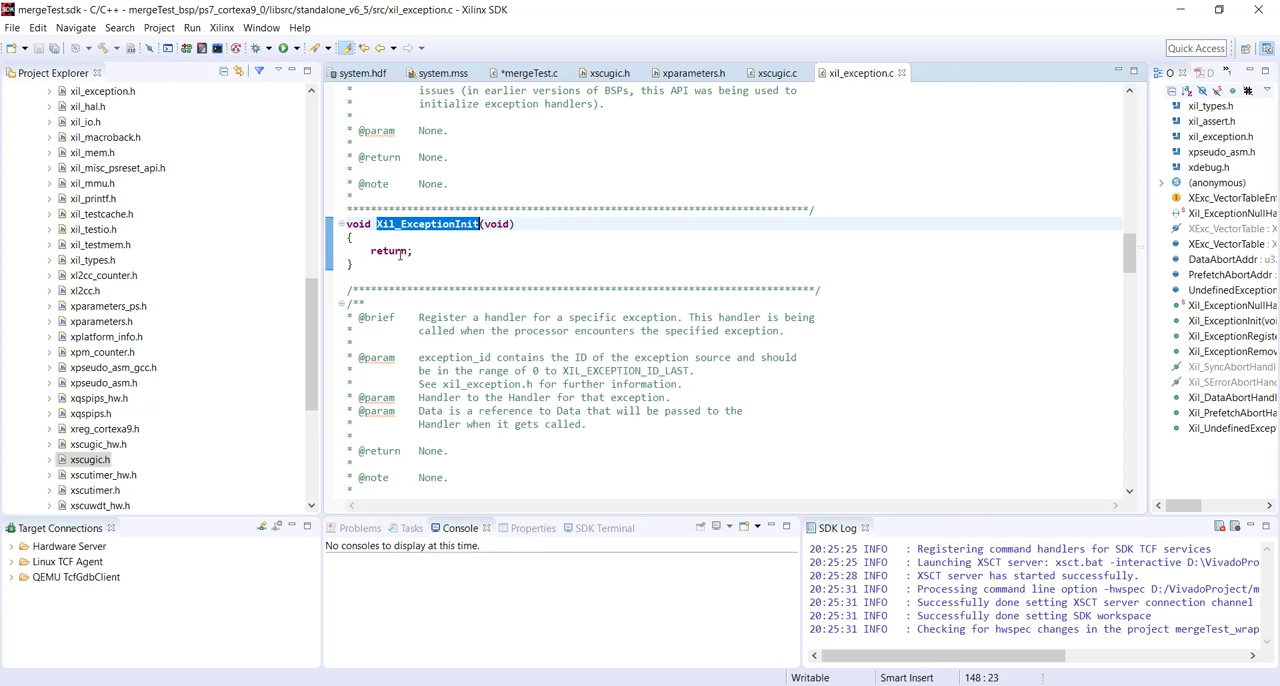 mergeTest.sdk - C/C++ - mergeTest_bsp/ps7_cortexa9_0/libsrc/standalone_v6_5/src/xil_exception.c - Xilinx SDK
File Edit Navigate Search Project Run Xilinx Window Help
Quick Access
Project Explorer
xil_exception.h
xil_hal.h
xil_io.h
xil_macroback.h
xil_mem.h
xil_misc_psreset_api.h
xil_mmu.h
xil_printf.h
xil_testcache.h
xil_testio.h
xil_testmem.h
xil_types.h
xl2cc_counter.h
xl2cc.h
xparameters_ps.h
xparameters.h
xplatform_info.h
xpm_counter.h
xpseudo_asm_gcc.h
xpseudo_asm.h
xqspips_hw.h
xqspips.h
xreg_cortexa9.h
xscugic_hw.h
xscugic.h
xscutimer_hw.h
xscutimer.h
xscuwdt_hw.h
system.hdf system.mss *mergeTest.c xscugic.h xparameters.h xscugic.c xil_exception.c
* issues (in earlier versions of BSPs, this API was being used to
* initialize exception handlers).
*
* @param None.
*
* @return None.
*
* @note None.
*
******************************************************************************/
void Xil_ExceptionInit(void)
{
return;
}
/******************************************************************************/
/**
* @brief Register a handler for a specific exception. This handler is being
* called when the processor encounters the specified exception.
*
* @param exception_id contains the ID of the exception source and should
* be in the range of 0 to XIL_EXCEPTION_ID_LAST.
* See xil_exception.h for further information.
* @param Handler to the Handler for that exception.
* @param Data is a reference to Data that will be passed to the
* Handler when it gets called.
*
* @return None.
*
* @note None.
*
O D »1
xil_types.h
xil_assert.h
xil_exception.h
xpseudo_asm.h
xdebug.h
(anonymous)
XExc_VectorTableEn
Xil_ExceptionNullHa
XExc_VectorTable : X
XExc_VectorTable : X
DataAbortAddr : u3
PrefetchAbortAddr
UndefinedException
Xil_ExceptionNullHa
Xil_ExceptionInit(voi
Xil_ExceptionRegist
Xil_ExceptionRemov
Xil_SyncAbortHandl
Xil_SErrorAbortHand
Xil_DataAbortHandl
Xil_PrefetchAbortHa
Xil_UndefinedExcep
Target Connections
Hardware Server
Linux TCF Agent
QEMU TcfGdbClient
Problems Tasks Console Properties SDK Terminal
No consoles to display at this time.
SDK Log
20:25:25 INFO : Registering command handlers for SDK TCF services
20:25:25 INFO : Launching XSCT server: xsct.bat -interactive D:\VivadoPro
20:25:28 INFO : XSCT server has started successfully.
20:25:31 INFO : Processing command line option -hwspec D:/VivadoProject/m
20:25:31 INFO : Successfully done setting XSCT server connection channel
20:25:31 INFO : Successfully done setting SDK workspace
20:25:31 INFO : Checking for hwspec changes in the project mergeTest_wrap
Writable Smart Insert 148 : 23